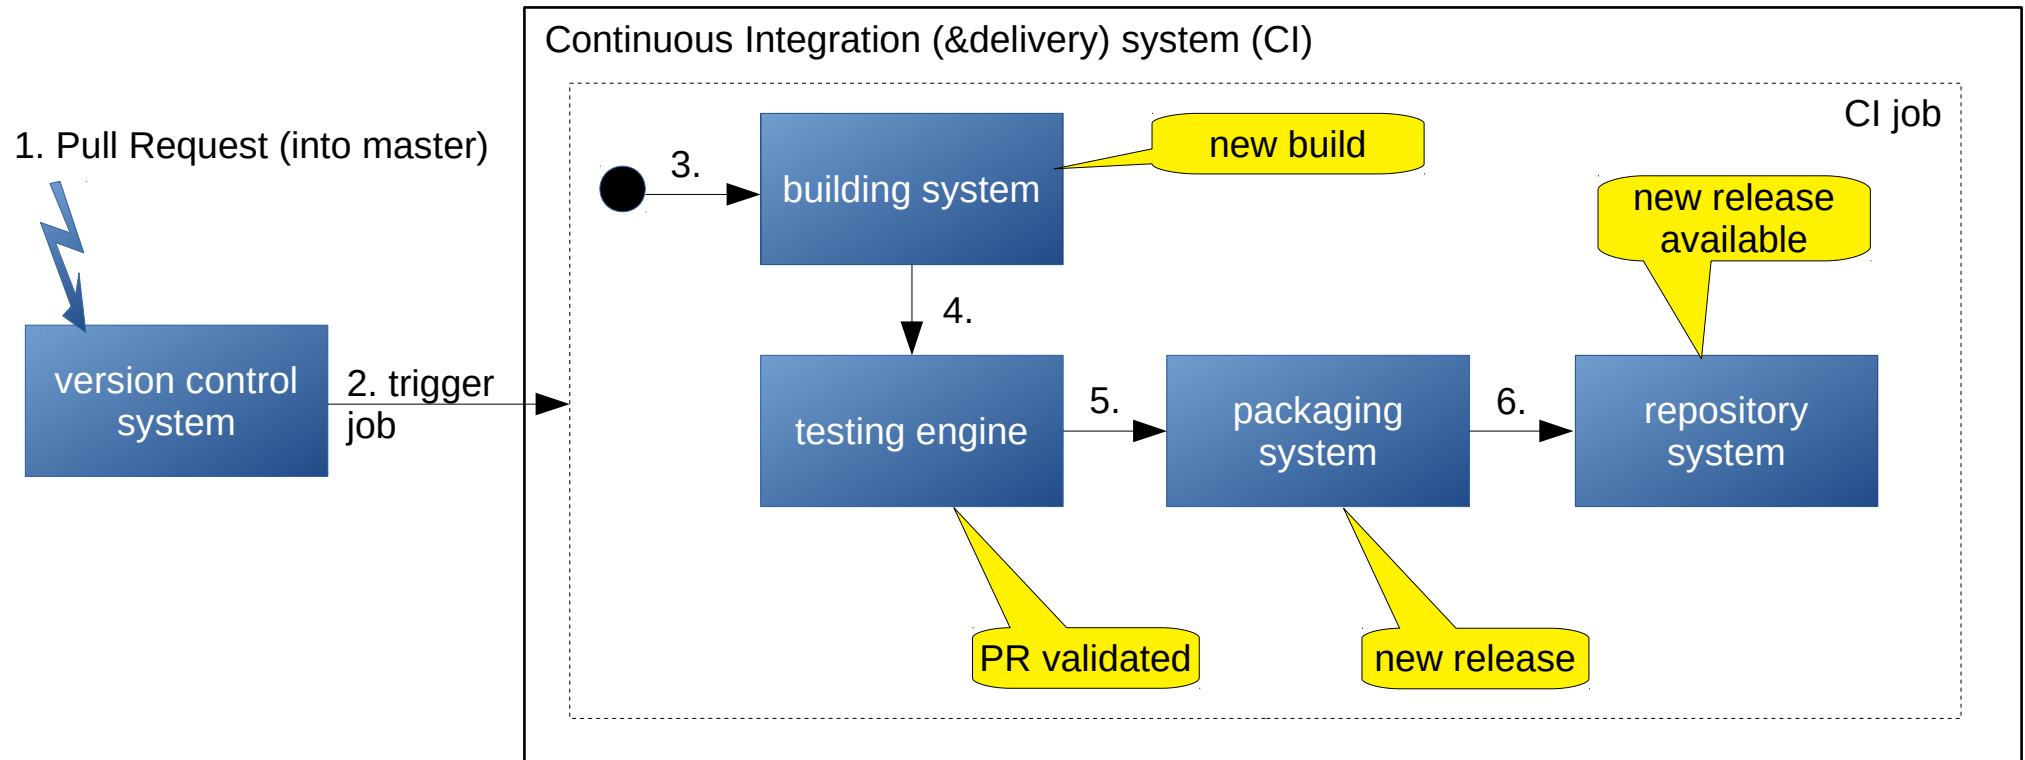 Continuous Integration (&delivery) system (CI)
CI job
1. Pull Request (into master)
3.
building system
new build
new release
available
4.
version control
system
2. trigger
job
testing engine
5.
packaging
system
6.
repository
system
PR validated
new release